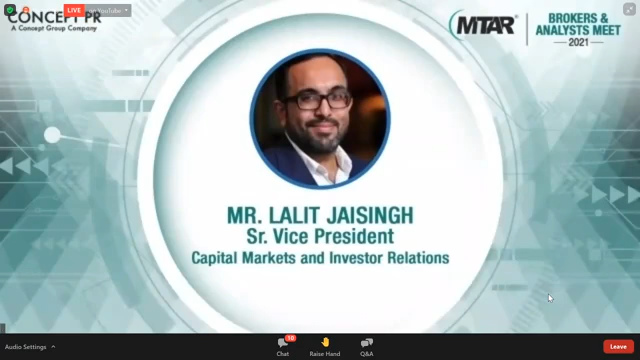 CONCEPT PR
A Concept Group Company
LIVE on YouTube
MTAR
BROKERS &
ANALYSTS MEET
2021
MR. LALIT JAISINGH
Sr. Vice President
Capital Markets and Investor Relations
Audio Settings
10
Chat
Raise Hand
Q&A
Leave